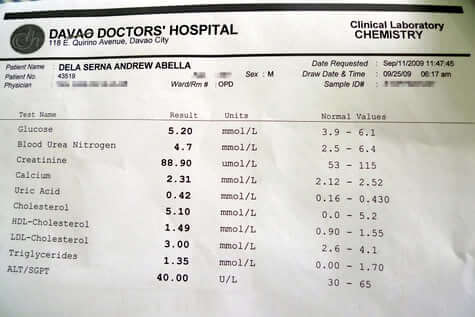 DAVAO DOCTORS' HOSPITAL
118 E. Quirino Avenue, Davao City
Clinical Laboratory
CHEMISTRY
Patient Name DELA SERNA ANDREW ABELLA Date Requested : Sep/11/2009 11:47:45
Patient No. 43519 Sex : M Draw Date & Time : 09/25/09 06:17 am
Physician Ward/Rm # OPD Sample ID# :
Test Name Result Units Normal Values
Glucose 5.20 mmol/L 3.9 - 6.1
Blood Urea Nitrogen 4.7 mmol/L 2.5 - 6.4
Creatinine 88.90 umol/L 53 - 115
Calcium 2.31 mmol/L 2.12 - 2.52
Uric Acid 0.42 mmol/L 0.16 - 0.430
Cholesterol 5.10 mmol/L 0.0 - 5.2
HDL-Cholesterol 1.49 mmol/L 0.90 - 1.55
LDL-Cholesterol 3.00 mmol/L 2.6 - 4.1
Triglycerides 1.35 mmol/L 0.00 - 1.70
ALT/SGPT 40.00 U/L 30 - 65